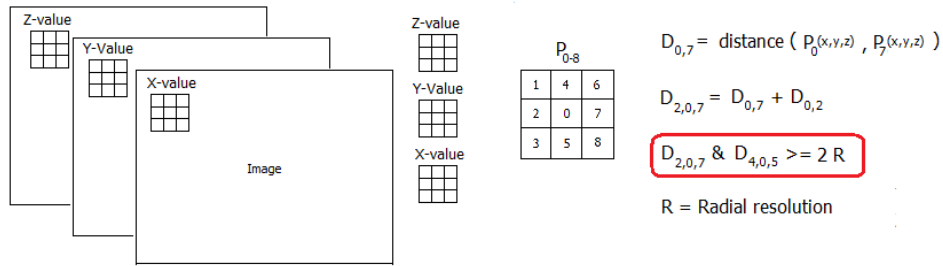 Z-value
Y-Value
X-value
Image
Z-value
Y-Value
X-value
P0-8
1 4 6
2 0 7
3 5 8
D0,7 = distance ( P0(x,y,z) , P7(x,y,z) )
D2,0,7 = D0,7 + D0,2
D2,0,7 & D4,0,5 >= 2 R
R = Radial resolution